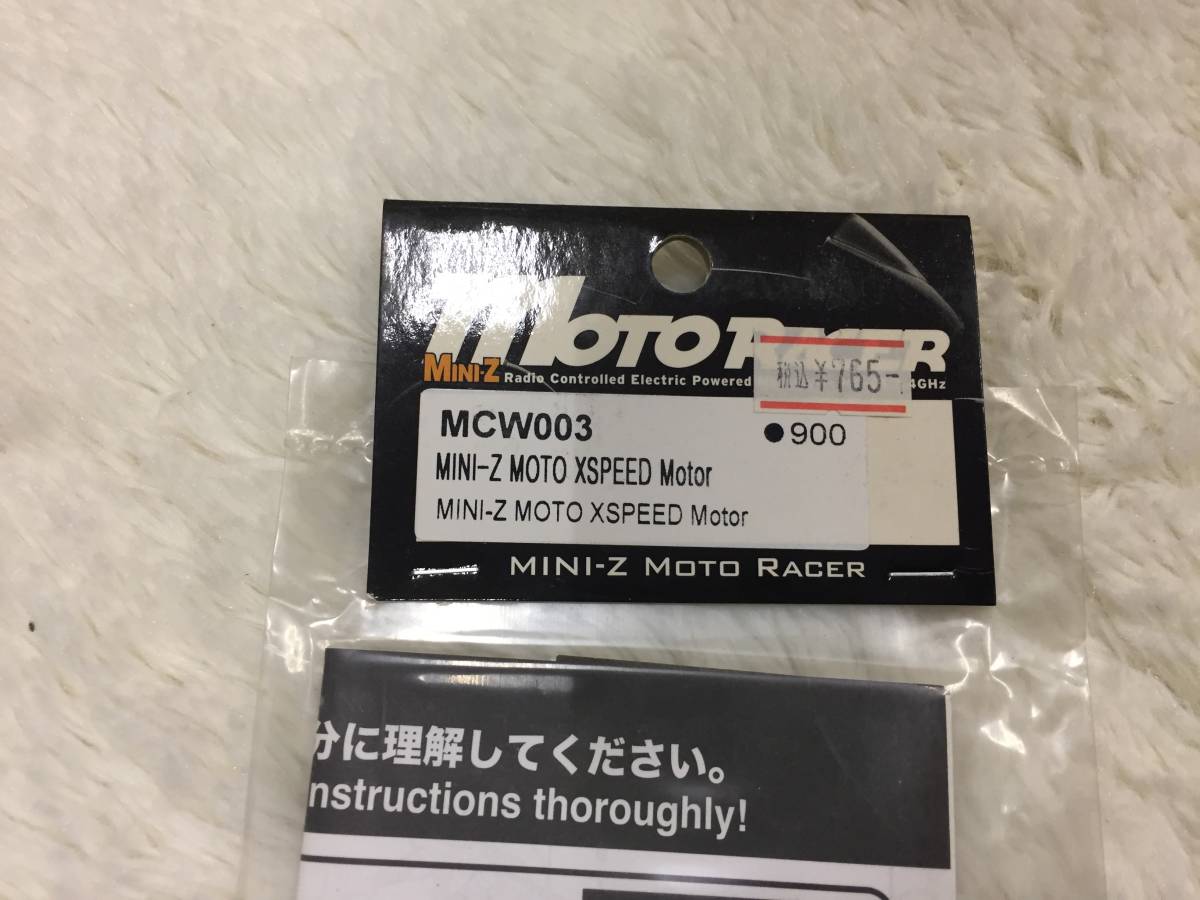 MOTO RACER
MINI-Z Radio Controlled Electric Powered 4GHz
税込 ¥765-
MCW003 ●900
MINI-Z MOTO XSPEED Motor
MINI-Z MOTO XSPEED Motor
MINI-Z MOTO RACER
分に理解してください。
nstructions thoroughly!